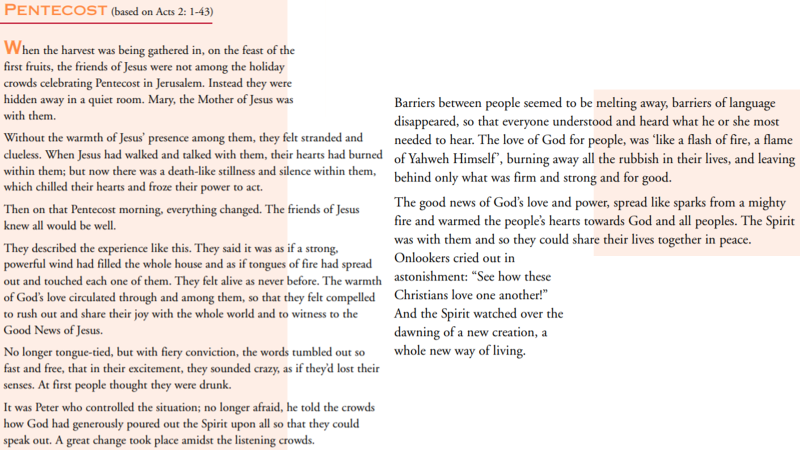 PENTECOST (based on Acts 2: 1-43)
When the harvest was being gathered in, on the feast of the
first fruits, the friends of Jesus were not among the holiday
crowds celebrating Pentecost in Jerusalem. Instead they were
hidden away in a quiet room. Mary, the Mother of Jesus was
with them.
Without the warmth of Jesus' presence among them, they felt stranded and
clueless. When Jesus had walked and talked with them, their hearts had burned
within them; but now there was a death-like stillness and silence within them,
which chilled their hearts and froze their power to act.
Then on that Pentecost morning, everything changed. The friends of Jesus
knew all would be well.
They described the experience like this. They said it was as if a strong,
powerful wind had filled the whole house and as if tongues of fire had spread
out and touched each one of them. They felt alive as never before. The warmth
of God's love circulated through and among them, so that they felt compelled
to rush out and share their joy with the whole world and to witness to the
Good News of Jesus.
No longer tongue-tied, but with fiery conviction, the words tumbled out so
fast and free, that in their excitement, they sounded crazy, as if they'd lost their
senses. At first people thought they were drunk.
It was Peter who controlled the situation; no longer afraid, he told the crowds
how God had generously poured out the Spirit upon all so that they could
speak out. A great change took place amidst the listening crowds.
Barriers between people seemed to be melting away, barriers of language
disappeared, so that everyone understood and heard what he or she most
needed to hear. The love of God for people, was 'like a flash of fire, a flame
of Yahweh Himself', burning away all the rubbish in their lives, and leaving
behind only what was firm and strong and for good.
The good news of God's love and power, spread like sparks from a mighty
fire and warmed the people's hearts towards God and all peoples. The Spirit
was with them and so they could share their lives together in peace.
Onlookers cried out in
astonishment: "See how these
Christians love one another!"
And the Spirit watched over the
dawning of a new creation, a
whole new way of living.